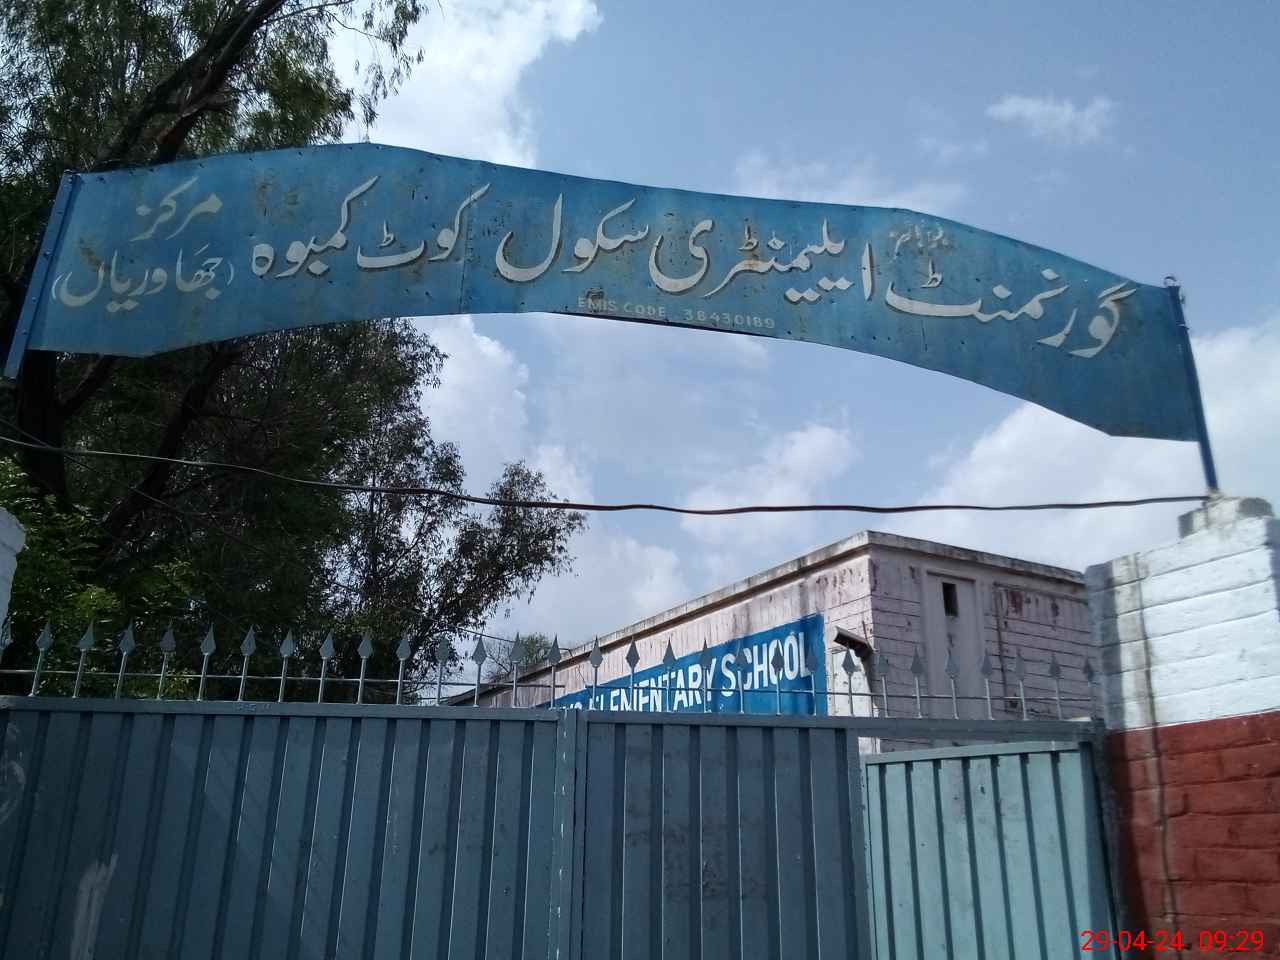 گورنمنٹ ایلیمنٹری سکول کوٹ کمبوہ
مرکز
(جھاوریاں)
EMIS CODE 38430189
ELEMENTARY SCHOOL
29-04-24 09:29